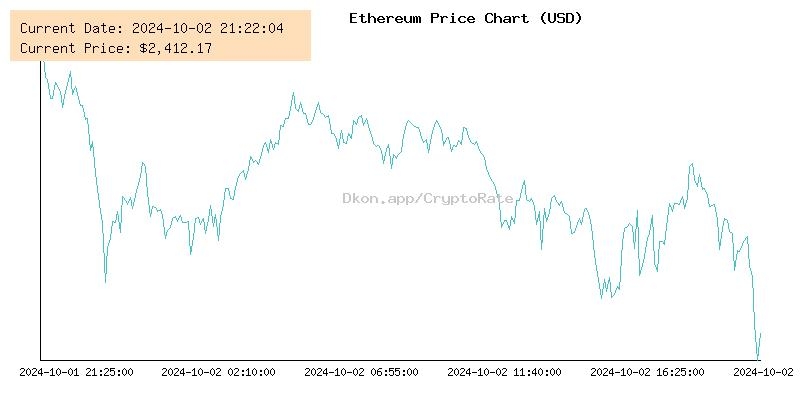 Ethereum Price Chart (USD)
Current Date: 2024-10-02 21:22:04
Current Price: $2,412.17
Dkon.app/CryptoRate
2024-10-01 21:25:00
2024-10-02 02:10:00
2024-10-02 06:55:00
2024-10-02 11:40:00
2024-10-02 16:25:00
2024-10-02